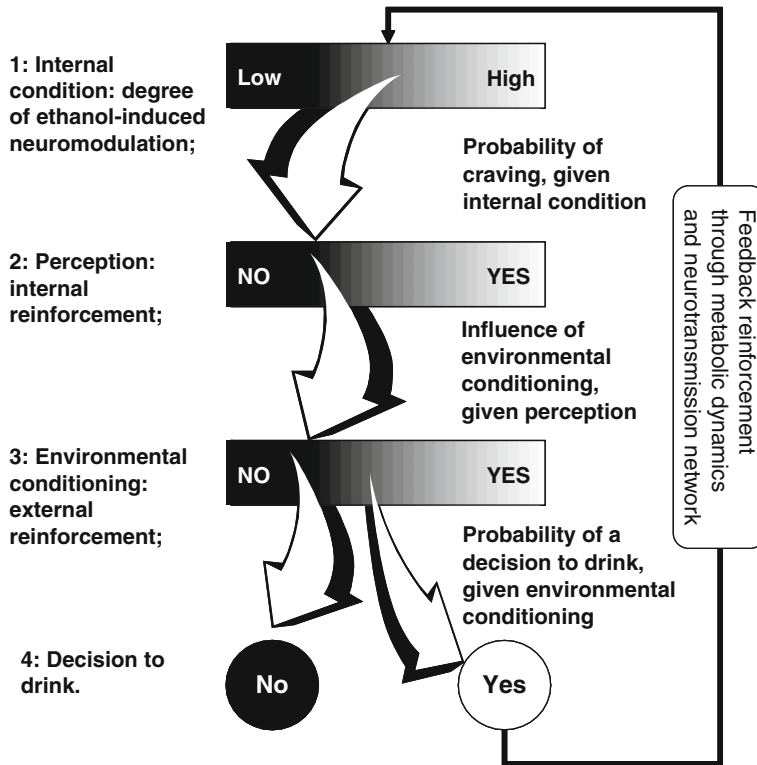 1: Internal
condition: degree
of ethanol-induced
neuromodulation;
Low
High
Probability of
craving, given
internal condition
2: Perception:
internal
reinforcement;
NO
YES
Influence of
environmental
conditioning,
given perception
3: Environmental
conditioning:
external
reinforcement;
NO
YES
Probability of a
decision to drink,
given environmental
conditioning
4: Decision to
drink.
No
Yes
Feedback reinforcement
through metabolic dynamics
and neurotransmission network